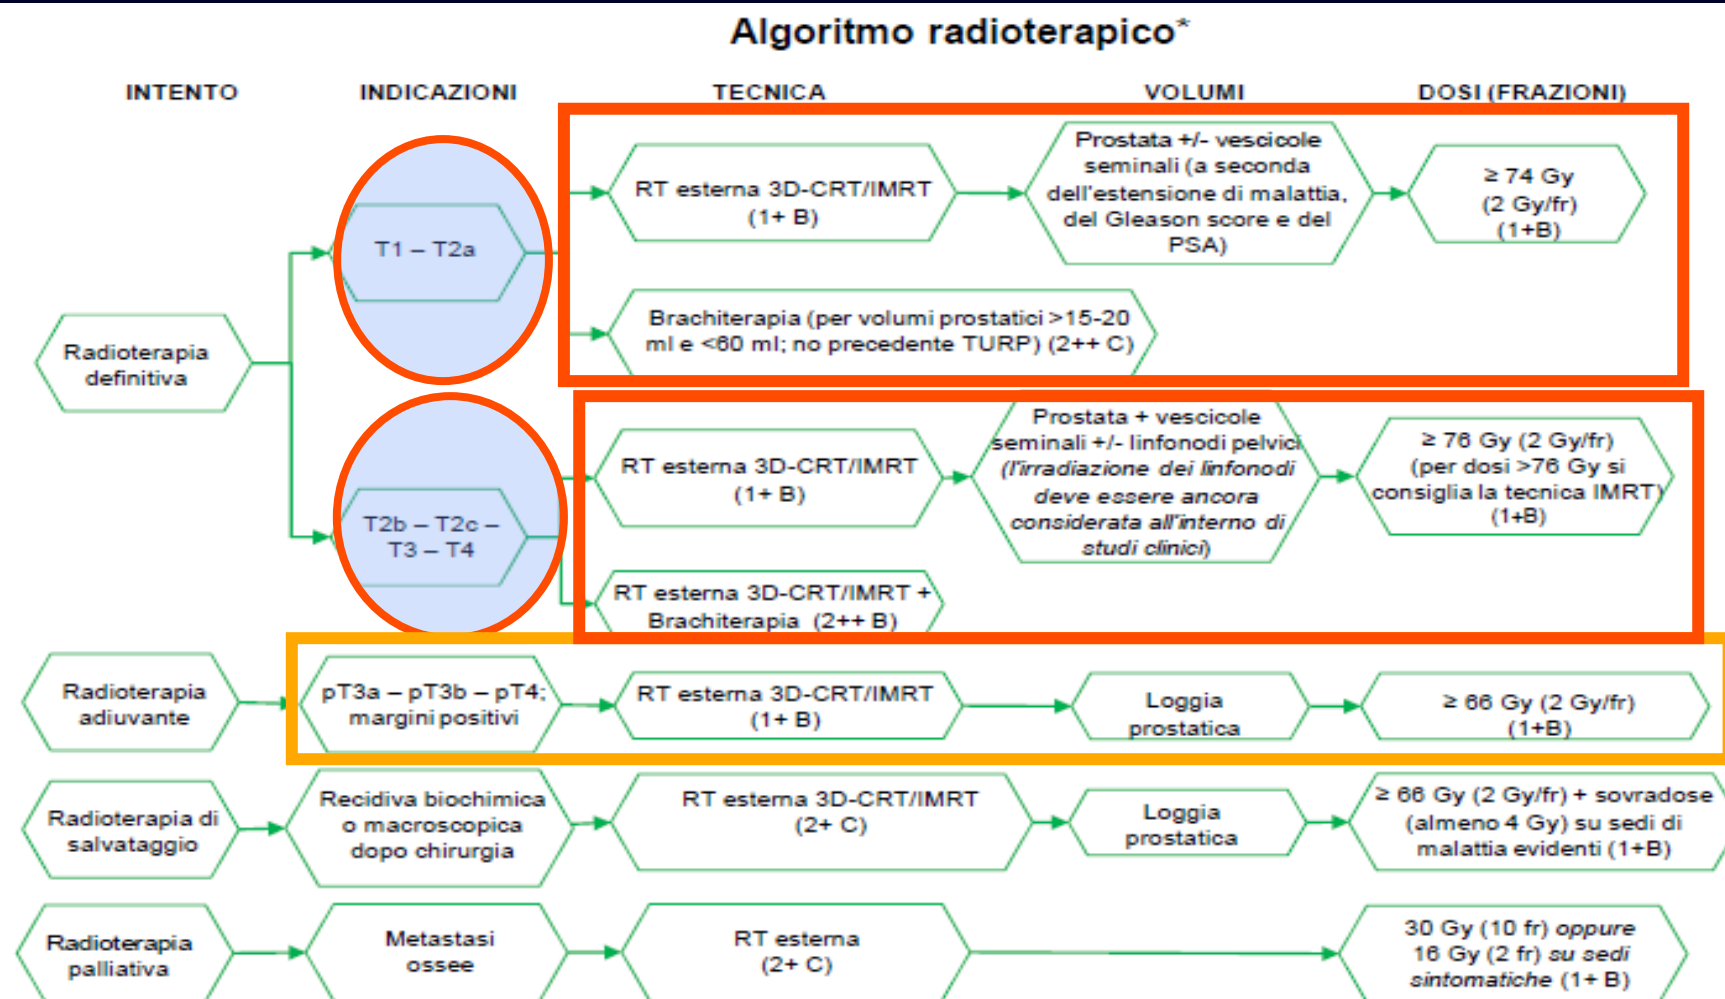 Algoritmo radioterapico*
INTENTO
INDICAZIONI
TECNICA
VOLUMI
DOSI (FRAZIONI)
Radioterapia
definitiva
T1 – T2a
RT esterna 3D-CRT/IMRT
(1+ B)
Prostata +/- vescicole
seminali (a seconda
dell'estensione di malattia,
del Gleason score e del
PSA)
≥ 74 Gy
(2 Gy/fr)
(1+B)
Brachiterapia (per volumi prostatici >15-20
ml e <60 ml; no precedente TURP) (2++ C)
T2b – T2c –
T3 – T4
RT esterna 3D-CRT/IMRT
(1+ B)
Prostata + vescicole
seminali +/- linfonodi pelvici
(l'irradiazione dei linfonodi
deve essere ancora
considerata all'interno di
studi clinici)
≥ 76 Gy (2 Gy/fr)
(per dosi >76 Gy si
consiglia la tecnica IMRT)
(1+B)
RT esterna 3D-CRT/IMRT +
Brachiterapia (2++ B)
Radioterapia
adiuvante
pT3a – pT3b – pT4;
margini positivi
RT esterna 3D-CRT/IMRT
(1+ B)
Loggia
prostatica
≥ 66 Gy (2 Gy/fr)
(1+B)
Radioterapia di
salvataggio
Recidiva biochimica
o macroscopica
dopo chirurgia
RT esterna 3D-CRT/IMRT
(2+ C)
Loggia
prostatica
≥ 66 Gy (2 Gy/fr) + sovradose
(almeno 4 Gy) su sedi di
malattia evidenti (1+B)
Radioterapia
palliativa
Metastasi
ossee
RT esterna
(2+ C)
30 Gy (10 fr) oppure
16 Gy (2 fr) su sedi
sintomatiche (1+ B)